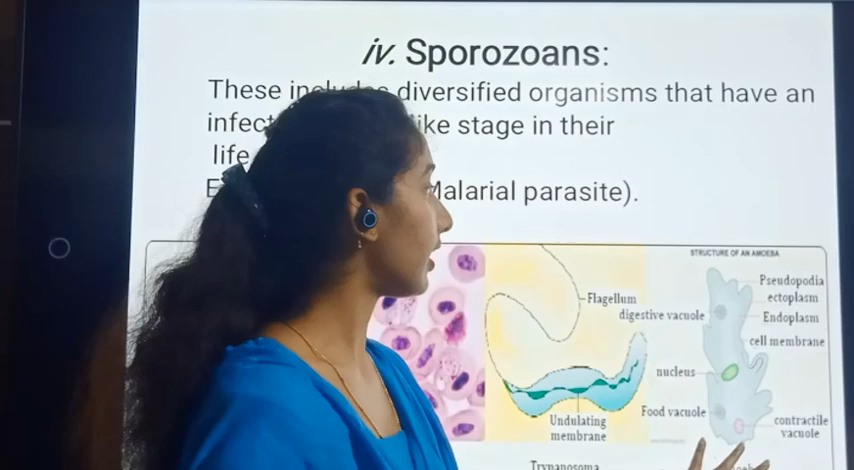 iv. Sporozoans:
These includes diversified organisms that have an
infect ike stage in their
life
E Malarial parasite).
STRUCTURE OF AN AMOEBA
Pseudopodia
ectoplasm
Flagellum
digestive vacuole
Endoplasm
cell membrane
nucleus
Food vacuole
Undulating
membrane
contractile
vacuole
Trypanosoma